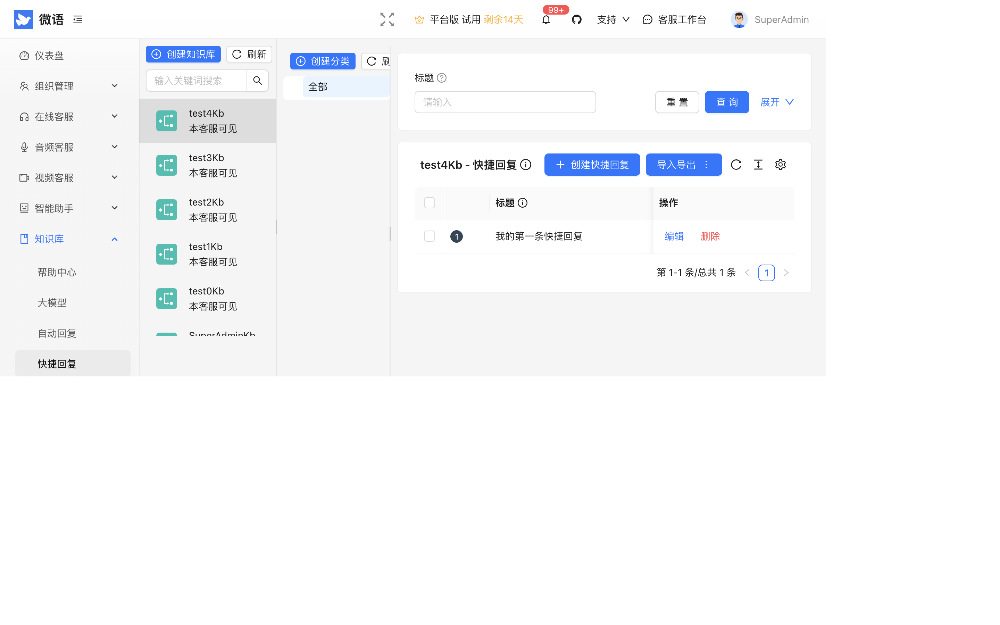 微语
平台版 试用 剩余14天
99+
支持
客服工作台
SuperAdmin
仪表盘
组织管理
在线客服
音频客服
视频客服
智能助手
知识库
帮助中心
大模型
自动回复
快捷回复
创建知识库
刷新
输入关键词搜索
test4Kb
本客服可见
test3Kb
本客服可见
test2Kb
本客服可见
test1Kb
本客服可见
test0Kb
本客服可见
SuperAdminKb
创建分类
刷
全部
标题
请输入
重 置
查 询
展开
test4Kb - 快捷回复
创建快捷回复
导入导出
标题
操作
1
我的第一条快捷回复
编辑
删除
第 1-1 条/总共 1 条
1